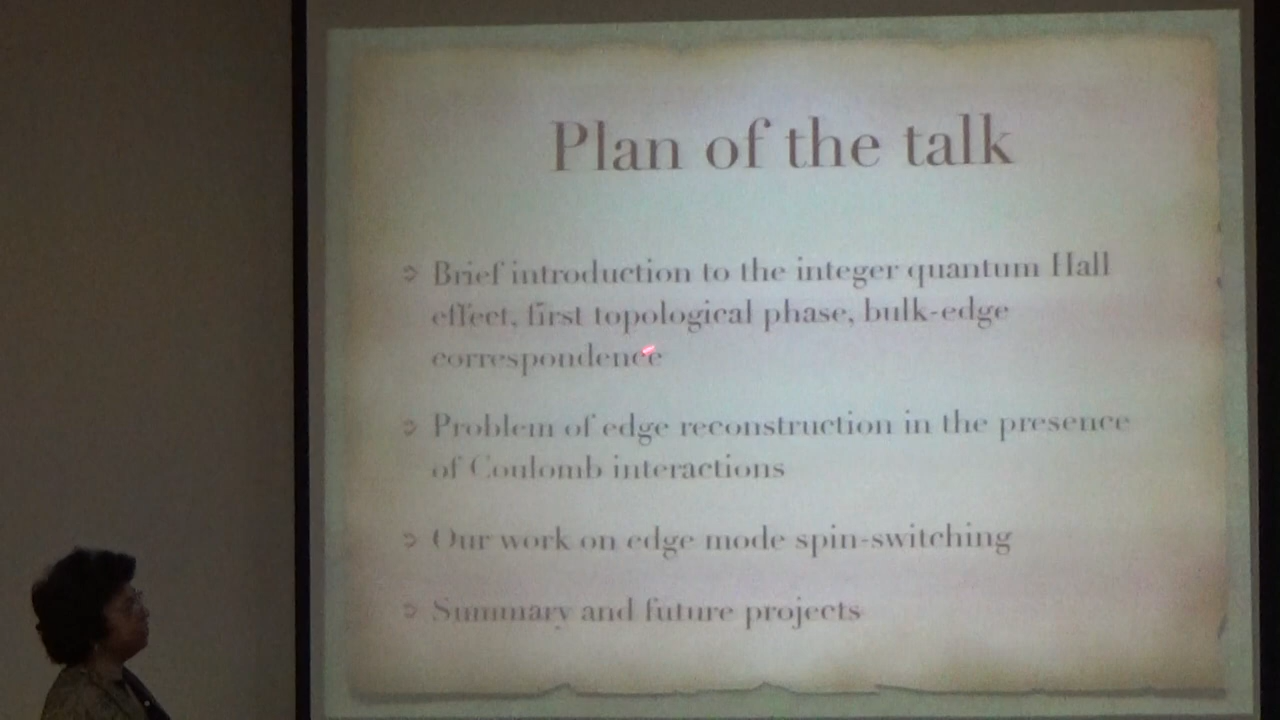 Plan of the talk
Brief introduction to the integer quantum Hall
effect, first topological phase, bulk-edge
correspondence
Problem of edge reconstruction in the presence
of Coulomb interactions
Our work on edge mode spin-switching
Summary and future projects